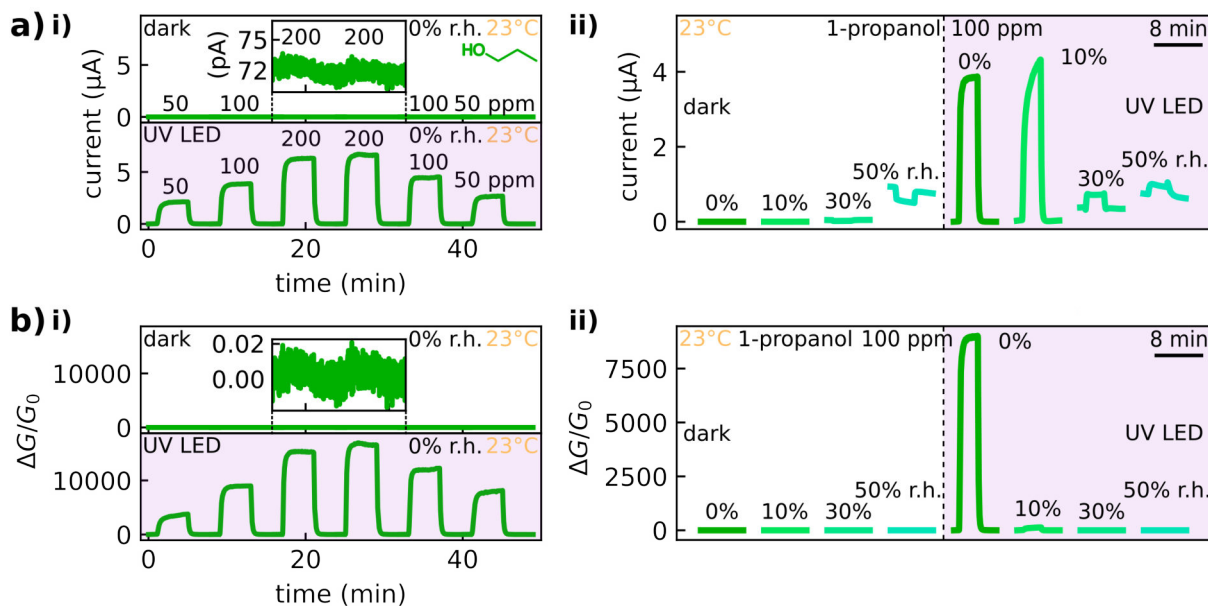 a) i)
dark
0% r.h. 23°C
75
72
(pA)
200 200
HO
5
0
50 100
100 50 ppm
UV LED
0% r.h. 23°C
5
0
50 100 200 200 100 50 ppm
current (μA)
0 20 40
time (min)
ii)
23°C 1-propanol 100 ppm 8 min
0% 10%
dark
UV LED
4
2
0
current (μA)
0% 10% 30% 50% r.h.
30% 50% r.h.
b) i)
dark
0% r.h. 23°C
0.02
0.00
10000
0
UV LED
0% r.h. 23°C
10000
0
ΔG/G0
0 20 40
time (min)
ii)
23°C 1-propanol 100 ppm 0% 8 min
7500
5000
2500
0
ΔG/G0
dark
UV LED
50% r.h. 50% r.h.
0% 10% 30%
10% 30%